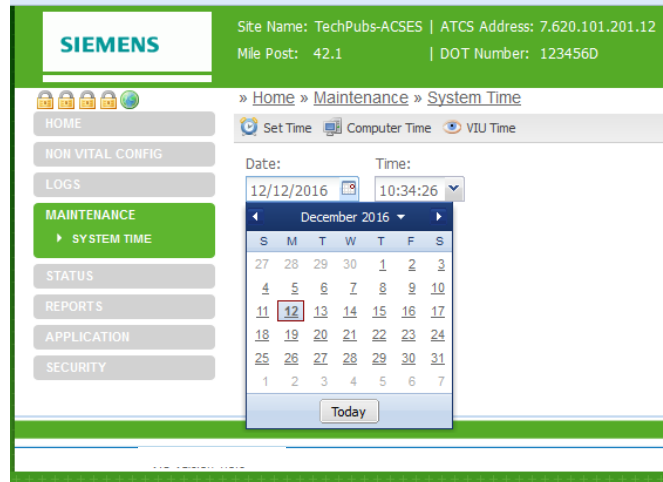 SIEMENS
Site Name: TechPubs-ACSES | ATCS Address: 7.620.101.201.12
Mile Post: 42.1 | DOT Number: 123456D
» Home » Maintenance » System Time
HOME
NON VITAL CONFIG
LOGS
MAINTENANCE
SYSTEM TIME
STATUS
REPORTS
APPLICATION
SECURITY
Set Time Computer Time VIU Time
Date: Time:
12/12/2016 10:34:26
December 2016
S M T W T F S
27 28 29 30 1 2 3
4 5 6 7 8 9 10
11 12 13 14 15 16 17
18 19 20 21 22 23 24
25 26 27 28 29 30 31
1 2 3 4 5 6 7
Today